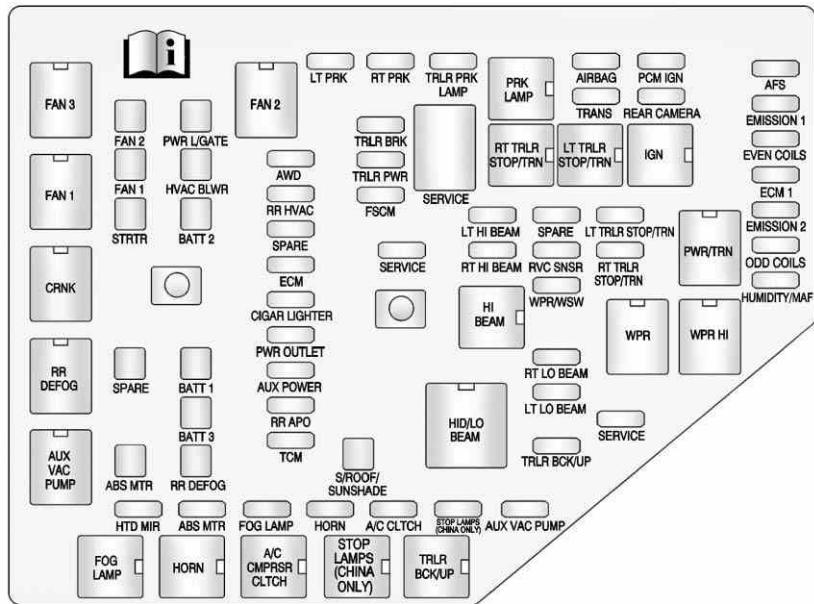 LT PRK
RT PRK
TRLR PRK
LAMP
PRK
LAMP
AIRBAG
PCM IGN
AFS
FAN 3
FAN 2
TRANS
REAR CAMERA
EMISSION 1
FAN 2
PWR L/GATE
TRLR BRK
RT TRLR
STOP/TRN
LT TRLR
STOP/TRN
IGN
EVEN COILS
AWD
TRLR PWR
FAN 1
FAN 1
HVAC BLWR
RR HVAC
FSCM
SERVICE
ECM 1
STRTR
BATT 2
SPARE
LT HI BEAM
SPARE
LT TRLR STOP/TRN
EMISSION 2
PWR/TRN
ECM
SERVICE
RT HI BEAM
RVC SNSR
RT TRLR
STOP/TRN
ODD COILS
CRNK
CIGAR LIGHTER
HI
BEAM
WPR/WSW
HUMIDITY/MAF
PWR OUTLET
WPR
WPR HI
RR
DEFOG
SPARE
BATT 1
AUX POWER
RT LO BEAM
RR APO
HID/LO
BEAM
LT LO BEAM
BATT 3
TCM
SERVICE
AUX
VAC
PUMP
ABS MTR
RR DEFOG
S/ROOF/
SUNSHADE
TRLR BCK/UP
HTD MIR
ABS MTR
FOG LAMP
HORN
A/C CLTCH
STOP LAMPS
(CHINA ONLY)
AUX VAC PUMP
FOG
LAMP
HORN
A/C
CMPRSR
CLTCH
STOP
LAMPS
(CHINA
ONLY)
TRLR
BCK/UP